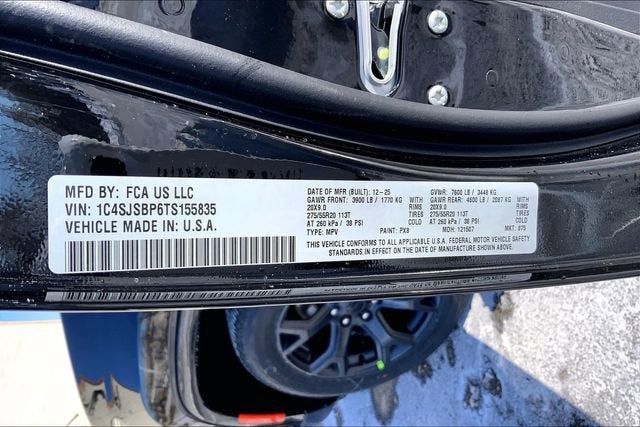 MFD BY: FCA US LLC
VIN: 1C4SJSBP6TS155835
VEHICLE MADE IN: U.S.A.
DATE OF MFR (BUILT): 12-25 GVWR: 7600 LB / 3448 KG
GAWR FRONT: 3900 LB / 1770 KG GAWR REAR: 4600 LB / 2087 KG
20X9.0 RIMS 20X9.0 RIMS
275/55R20 113T TIRES 275/55R20 113T TIRES
AT 260 kPa / 38 PSI AT 260 kPa / 38 PSI
TYPE: MPV PAINT: PX8 MDH: 121507 MKT: 875
THIS VEHICLE CONFORMS TO ALL APPLICABLE U.S.A. FEDERAL MOTOR VEHICLE SAFETY
STANDARDS IN EFFECT ON THE DATE OF MANUFACTURE SHOWN ABOVE.